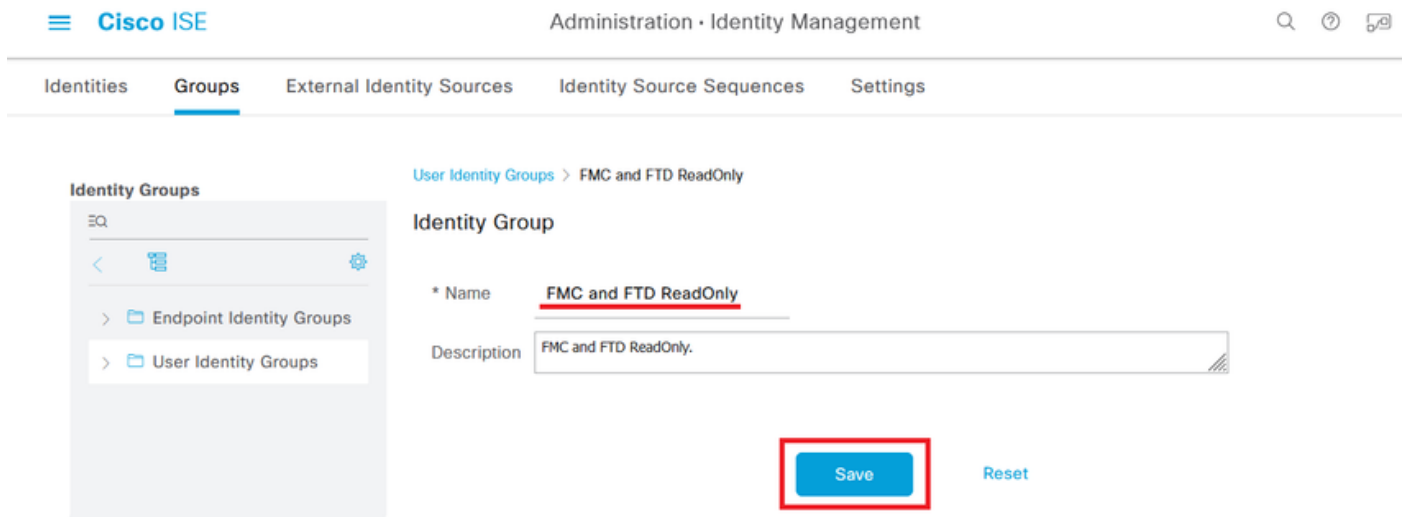 Cisco ISE
Administration · Identity Management
Identities Groups External Identity Sources Identity Source Sequences Settings
Identity Groups
User Identity Groups > FMC and FTD ReadOnly
Identity Group
* Name FMC and FTD ReadOnly
Endpoint Identity Groups
Description FMC and FTD ReadOnly.
User Identity Groups
Save Reset